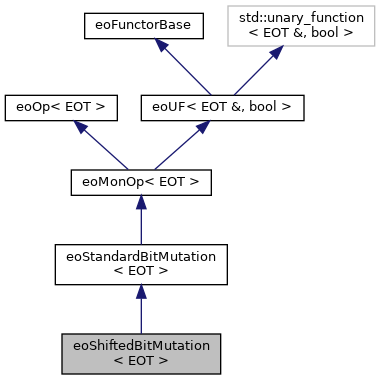 eoFunctorBase
std::unary_function
< EOT &, bool >
eoOp< EOT >
eoUF< EOT &, bool >
eoMonOp< EOT >
eoStandardBitMutation
< EOT >
eoShiftedBitMutation
< EOT >